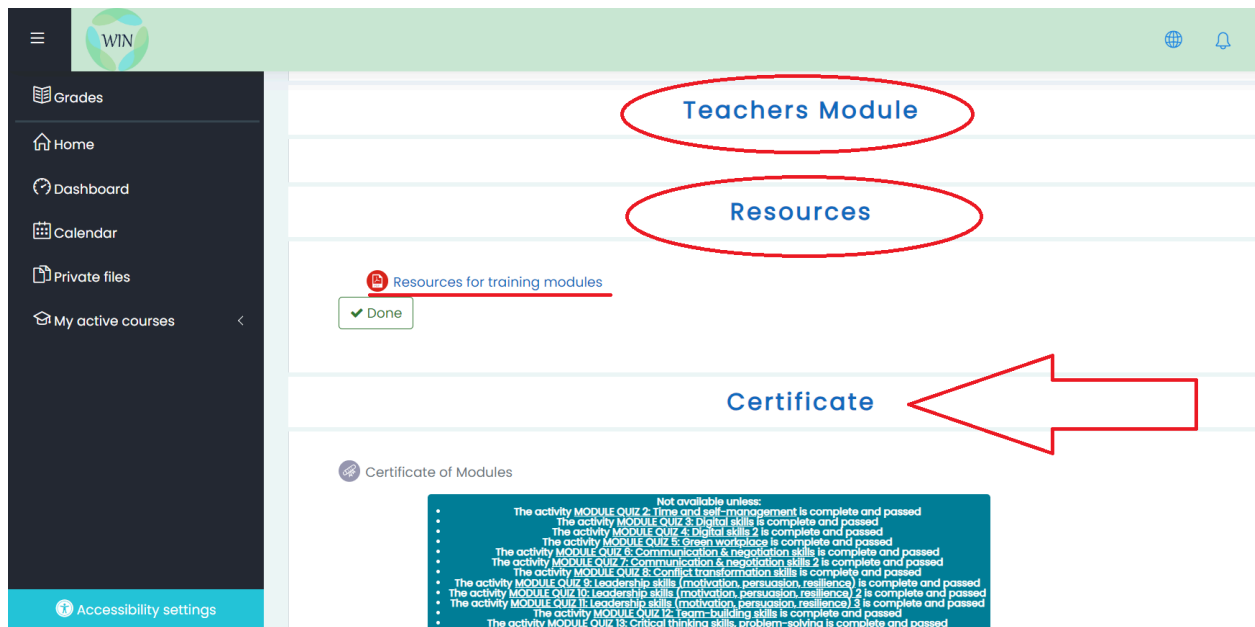 WIN
Grades
Home
Dashboard
Calendar
Private files
My active courses
Accessibility settings
Teachers Module
Resources
Resources for training modules
Done
Certificate
Certificate of Modules
Not available unless:
The activity MODULE QUIZ 2: Time and self-management is complete and passed
The activity MODULE QUIZ 3: Digital skills is complete and passed
The activity MODULE QUIZ 4: Digital skills 2 is complete and passed
The activity MODULE QUIZ 5: Green workplace is complete and passed
The activity MODULE QUIZ 6: Communication & negotiation skills is complete and passed
The activity MODULE QUIZ 7: Communication & negotiation skills 2 is complete and passed
The activity MODULE QUIZ 8: Conflict transformation skills is complete and passed
The activity MODULE QUIZ 9: Leadership skills (motivation, persuasion, resilience) is complete and passed
The activity MODULE QUIZ 10: Leadership skills (motivation, persuasion, resilience) 2 is complete and passed
The activity MODULE QUIZ 11: Leadership skills (motivation, persuasion, resilience) 3 is complete and passed
The activity MODULE QUIZ 12: Team-building skills is complete and passed
The activity MODULE QUIZ 13: Critical thinking skills, problem-solving is complete and passed